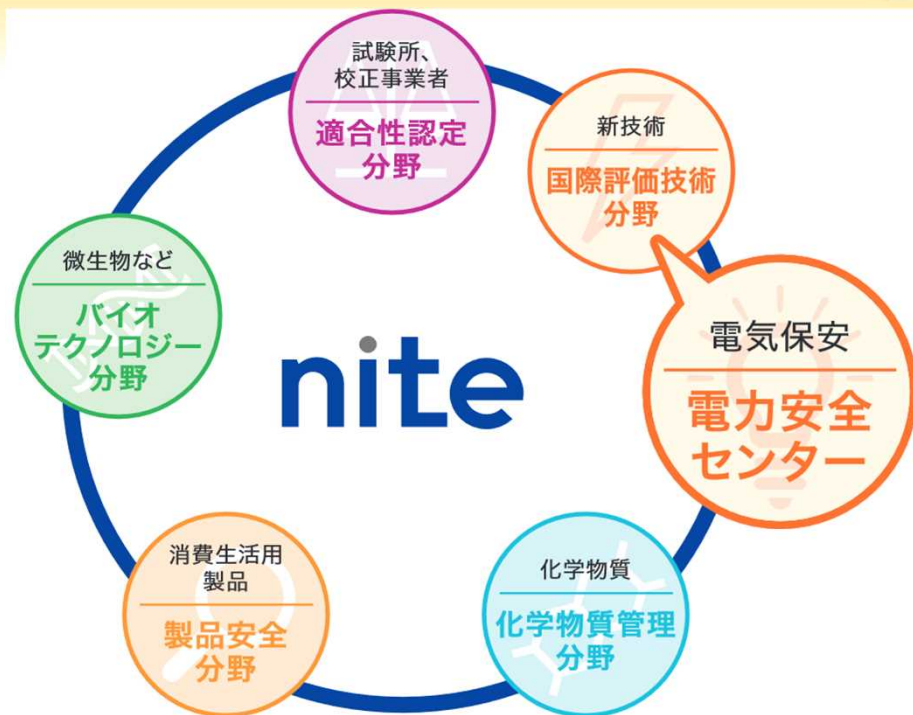 試験所、
校正事業者
適合性認定
分野
新技術
国際評価技術
分野
微生物など
バイオ
テクノロジー
分野
nite
電気保安
電力安全
センター
消費生活用
製品
製品安全
分野
化学物質
化学物質管理
分野